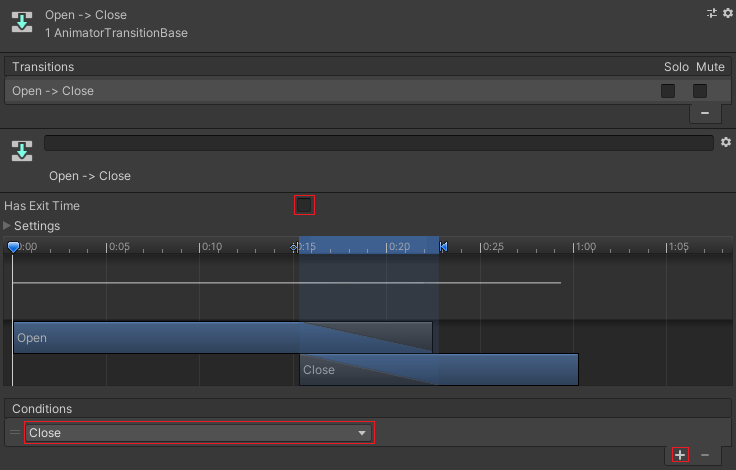 Open -> Close
1 AnimatorTransitionBase
Transitions Solo Mute
Open -> Close
Open -> Close
Has Exit Time
Settings
0:00 0:05 0:10 0:15 0:20 0:25 1:00 1:05
Open
Close
Conditions
Close